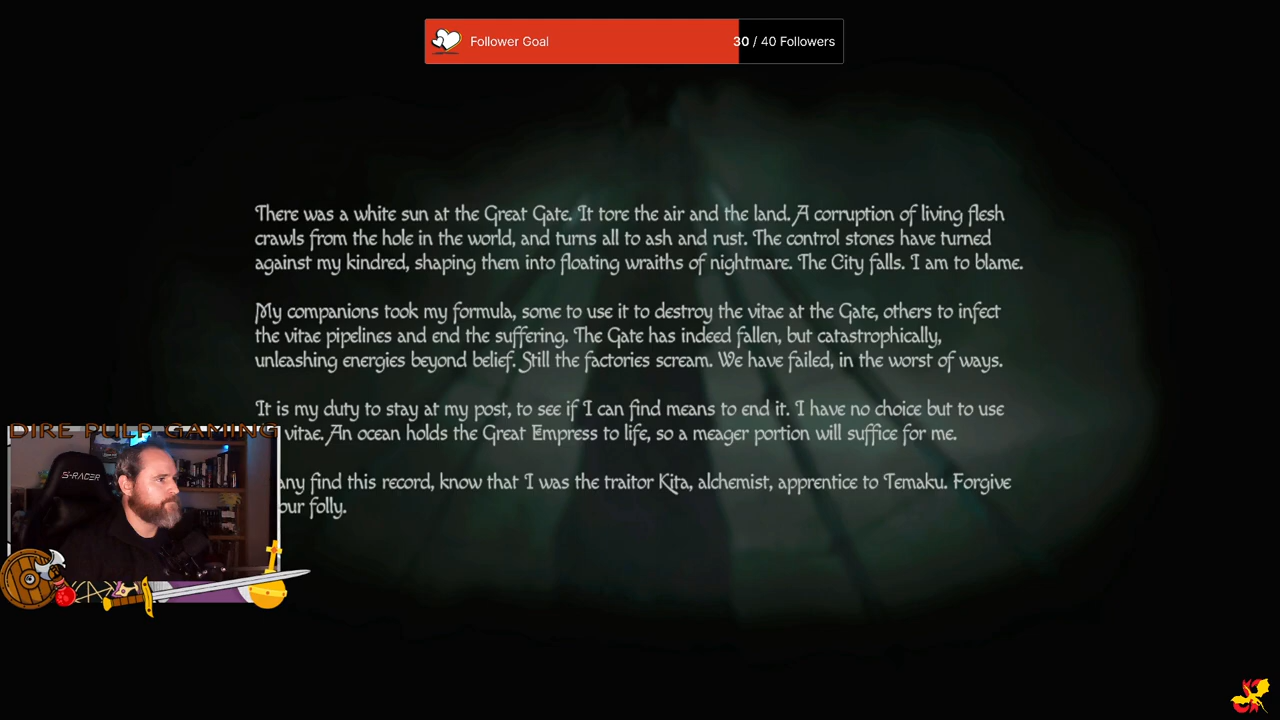 Follower Goal
30 / 40 Followers
There was a white sun at the Great Gate. It tore the air and the land. A corruption of living flesh
crawls from the hole in the world, and turns all to ash and rust. The control stones have turned
against my kindred, shaping them into floating wraiths of nightmare. The City falls. I am to blame.
My companions took my formula, some to use it to destroy the vitae at the Gate, others to infect
the vitae pipelines and end the suffering. The Gate has indeed fallen, but catastrophically,
unleashing energies beyond belief. Still the factories scream. We have failed, in the worst of ways.
It is my duty to stay at my post, to see if I can find means to end it. I have no choice but to use
vitae. An ocean holds the Great Empress to life, so a meager portion will suffice for me.
any find this record, know that I was the traitor Kita, alchemist, apprentice to Temaku. Forgive
our folly.
DIRE PULP GAMING
S-RACER